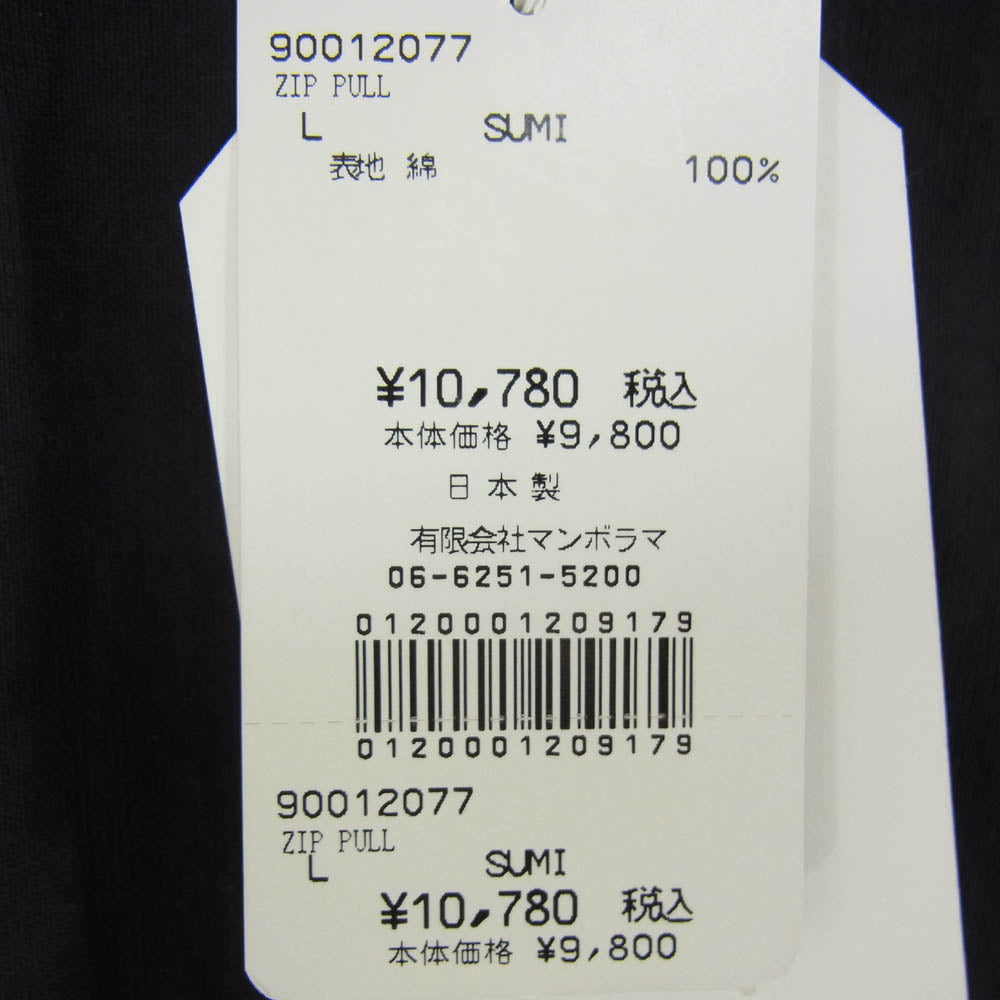 90012077
ZIP PULL
L SUMI
表地 綿 100%
¥10,780 税込
本体価格 ¥9,800
日本製
有限会社マンボラマ
06-6251-5200
0120001209179
0120001209179
90012077
ZIP PULL
L SUMI
¥10,780 税込
本体価格 ¥9,800